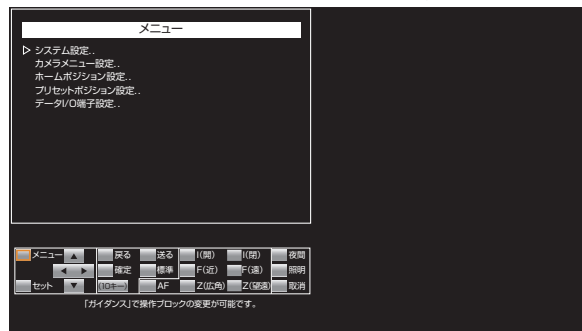 メニュー
システム設定..
カメラメニュー設定..
ホームポジション設定..
プリセットポジション設定..
データI/O端子設定..
メニュー ▲ 戻る 送る I(開) I(閉) 夜間
◀ ▶ 確定 標準 F(近) F(遠) 照明
セット ▼ (10キー) AF Z(広角) Z(望遠) 取消
「ガイダンス」で操作ブロックの変更が可能です。